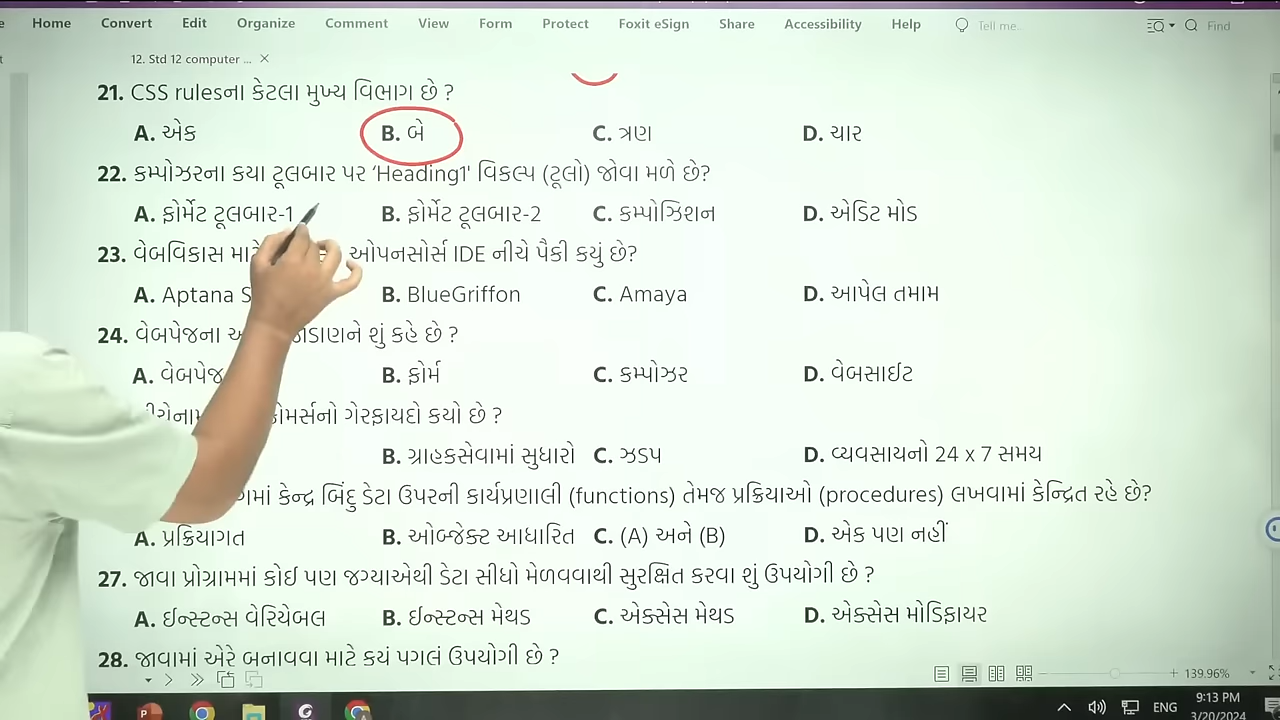 Home Convert Edit Organize Comment View Form Protect Foxit eSign Share Accessibility Help Tell me... Find
12. Std 12 computer ...
21. CSS rulesના કેટલા મુખ્ય વિભાગ છે ?
A. એક B. બે C. ત્રણ D. ચાર
22. કમ્પોઝરના કયા ટૂલબાર પર ‘Heading1' વિકલ્પ (ટૂલો) જોવા મળે છે?
A. ફોર્મેટ ટૂલબાર-1 B. ફોર્મેટ ટૂલબાર-2 C. કમ્પોઝિશન D. એડિટ મોડ
23. વેબવિકાસ ઓપનસોર્સ IDE નીચે પૈકી કયું છે?
A. Aptana B. BlueGriffon C. Amaya D. આપેલ તમામ
24. વેબપેજના શું કહે છે ?
A. વેબપેજ B. ફોર્મ C. કમ્પોઝર D. વેબસાઈટ
ગેરફાયદો કયો છે ?
B. ગ્રાહકસેવામાં સુધારો C. ઝડપ D. વ્યવસાયનો 24 x 7 સમય
કેન્દ્ર બિંદુ ડેટા ઉપરની કાર્યપ્રણાલી (functions) તેમજ પ્રક્રિયાઓ (procedures) લખવામાં કેન્દ્રિત રહે છે?
A. પ્રક્રિયાગત B. ઓબ્જેક્ટ આધારિત C. (A) અને (B) D. એક પણ નહીં
27. જાવા પ્રોગ્રામમાં કોઈ પણ જગ્યાએથી ડેટા સીધો મેળવવાથી સુરક્ષિત કરવા શું ઉપયોગી છે ?
A. ઈન્સ્ટન્સ વેરિયેબલ B. ઈન્સ્ટન્સ મેથડ C. એક્સેસ મેથડ D. એક્સેસ મોડિફાયર
28. જાવામાં એરે બનાવવા માટે કયં પગલં ઉપયોગી છે ?
139.96%
ENG 9:13 PM
3/20/2024